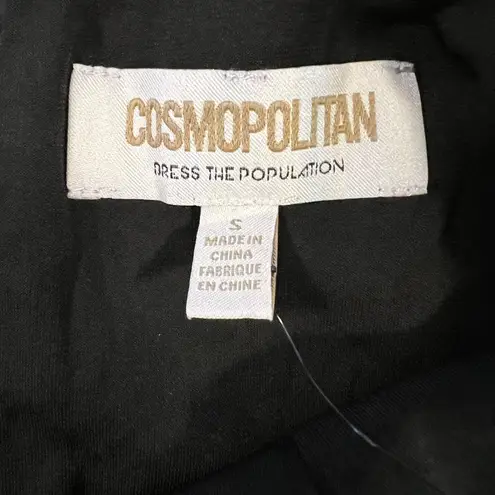 COSMOPOLITAN
DRESS THE POPULATION
S
MADE IN
CHINA
FABRIQUE
EN CHINE